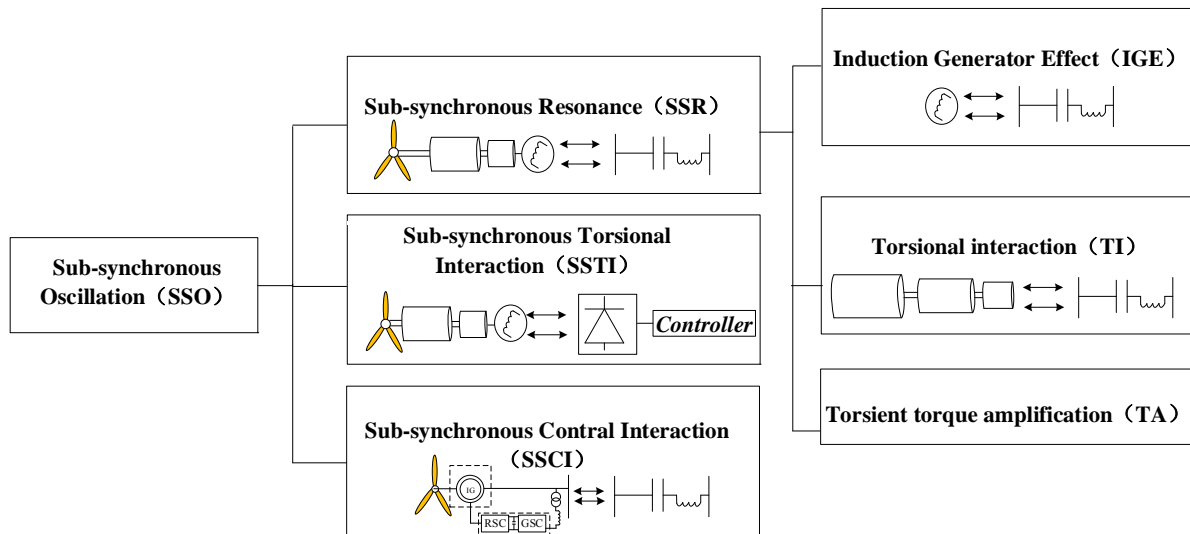 Sub-synchronous
Oscillation（SSO）
Sub-synchronous Resonance（SSR）
Sub-synchronous Torsional
Interaction（SSTI）
Controller
Sub-synchronous Contral Interaction
（SSCI）
IG
RSC
GSC
Induction Generator Effect（IGE）
Torsional interaction（TI）
Torsient torque amplification（TA）